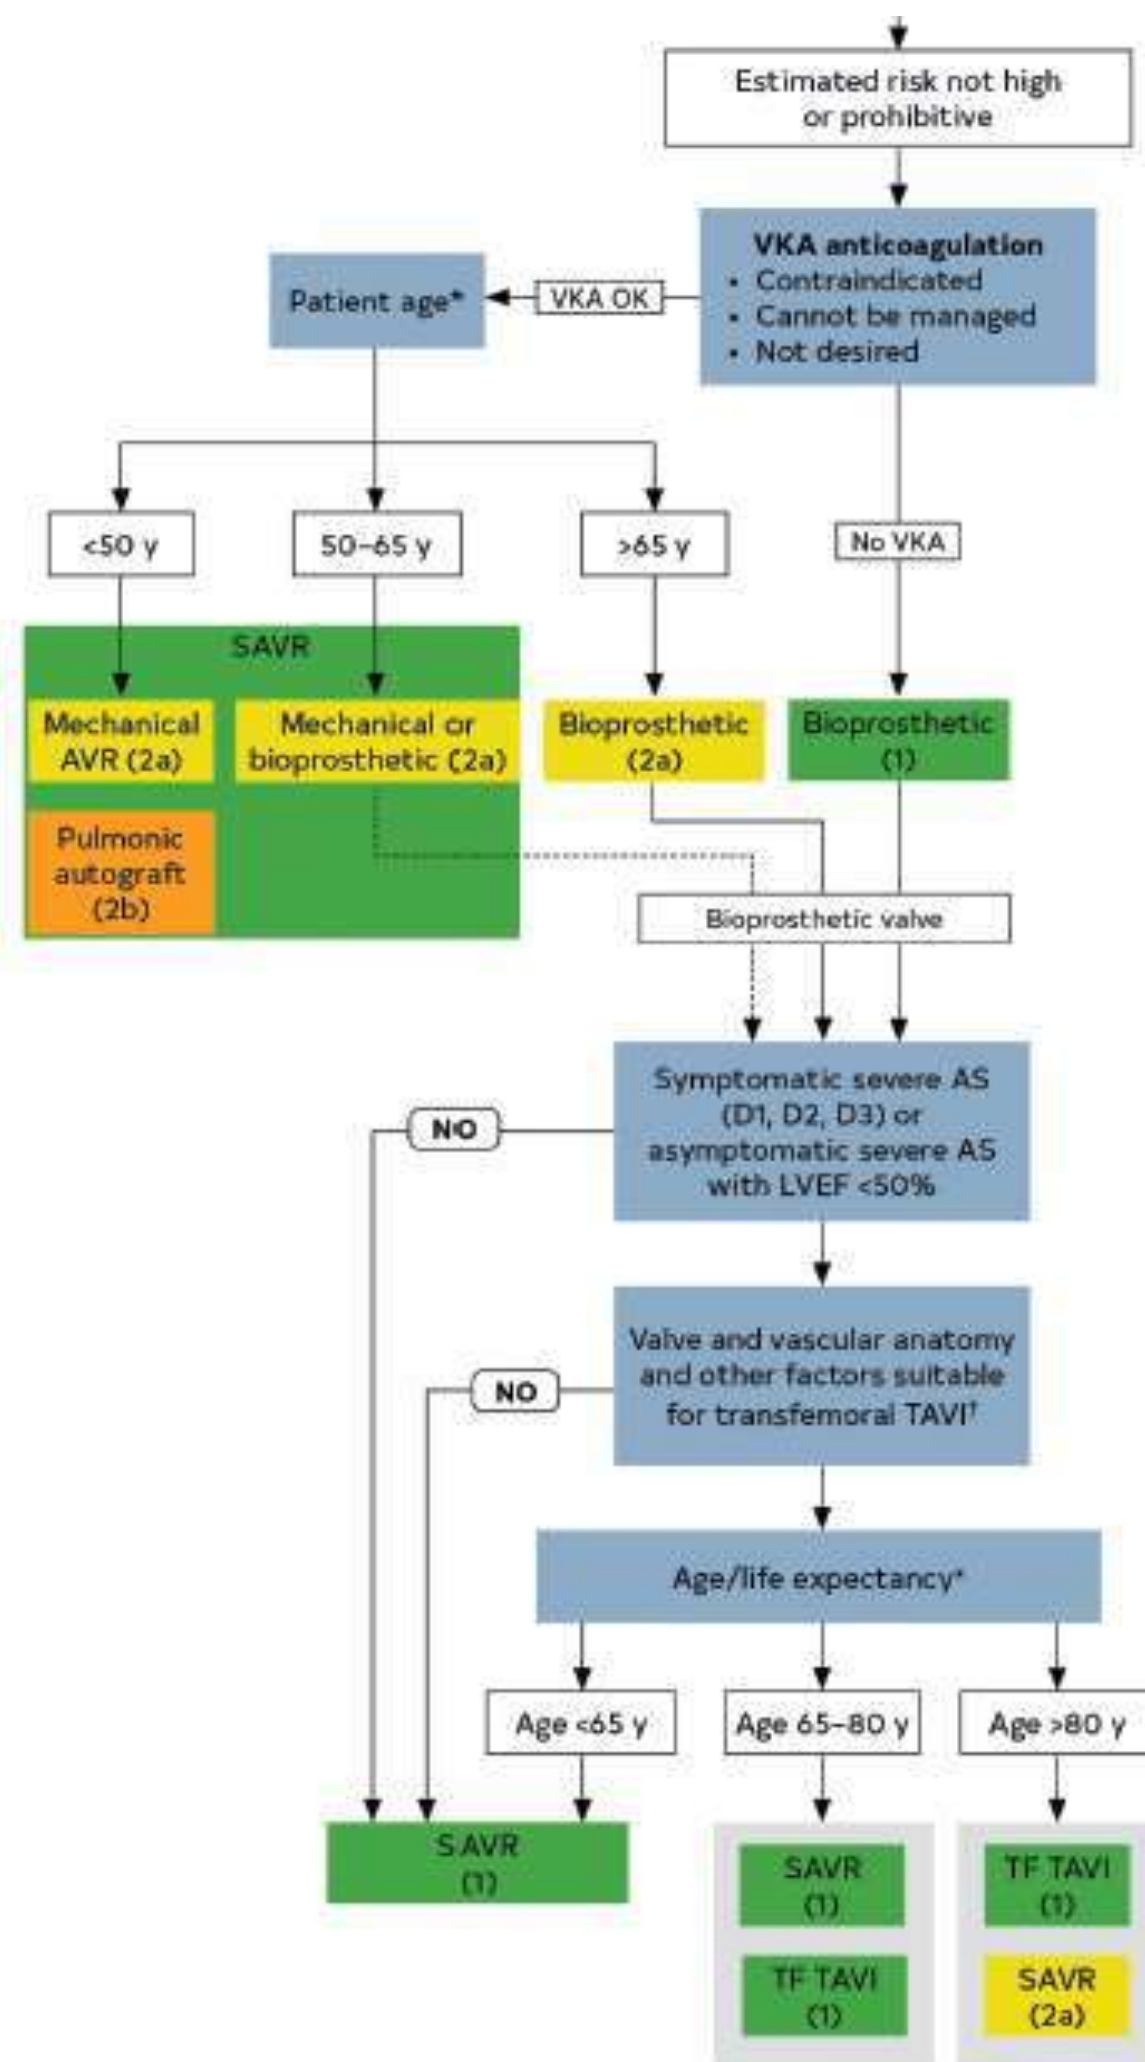 Estimated risk not high
or prohibitive
VKA anticoagulation
• Contraindicated
• Cannot be managed
• Not desired
VKA OK
Patient age*
<50 y
50–65 y
>65 y
No VKA
SAVR
Mechanical
AVR (2a)
Mechanical or
bioprosthetic (2a)
Bioprosthetic
(2a)
Bioprosthetic
(1)
Pulmonic
autograft
(2b)
Bioprosthetic valve
Symptomatic severe AS
(D1, D2, D3) or
asymptomatic severe AS
with LVEF <50%
NO
Valve and vascular anatomy
and other factors suitable
for transfemoral TAVI†
NO
Age/life expectancy*
Age <65 y
Age 65–80 y
Age >80 y
SAVR
(1)
SAVR
(1)
TF TAVI
(1)
TF TAVI
(1)
SAVR
(2a)